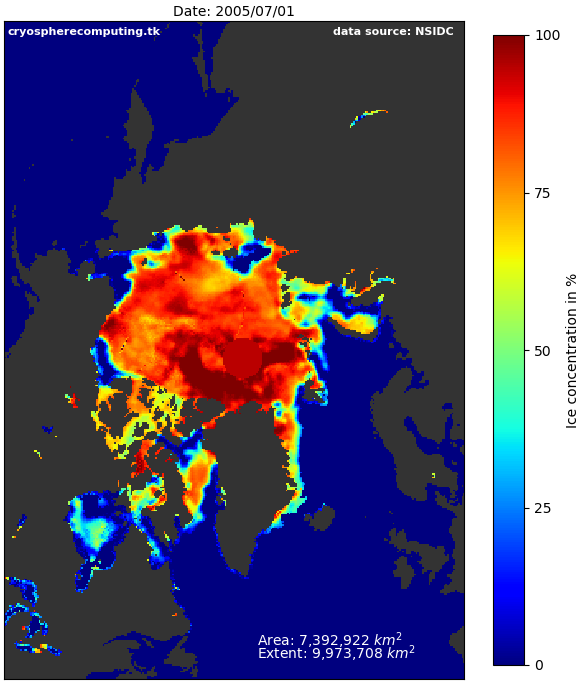 Date: 2005/07/01
cryospherecomputing.tk data source: NSIDC
100
75
50
25
0
Ice concentration in %
Area: 7,392,922 km²
Extent: 9,973,708 km²